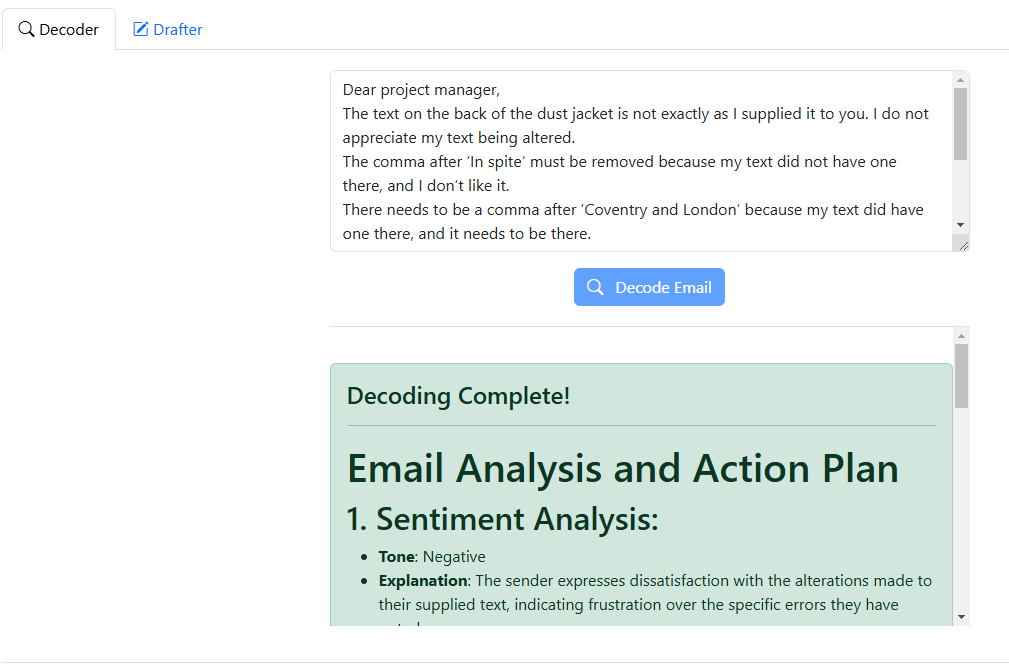 Decoder
Drafter
Dear project manager,
The text on the back of the dust jacket is not exactly as I supplied it to you. I do not
appreciate my text being altered.
The comma after ‘In spite’ must be removed because my text did not have one
there, and I don’t like it.
There needs to be a comma after ‘Coventry and London’ because my text did have
one there, and it needs to be there.
Decode Email
Decoding Complete!
Email Analysis and Action Plan
1. Sentiment Analysis:
• Tone: Negative
• Explanation: The sender expresses dissatisfaction with the alterations made to
their supplied text, indicating frustration over the specific errors they have